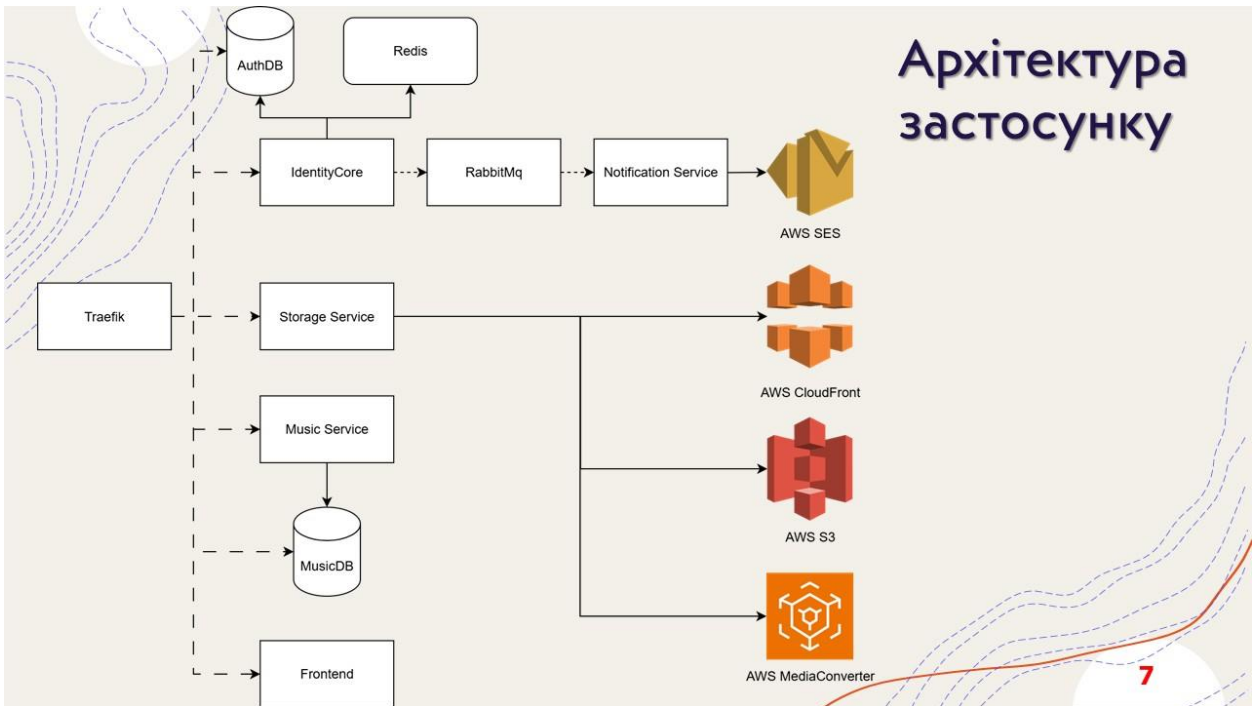 Архітектура
застосунку
AuthDB
Redis
IdentityCore
RabbitMq
Notification Service
AWS SES
Traefik
Storage Service
AWS CloudFront
Music Service
AWS S3
MusicDB
Frontend
AWS MediaConverter
7